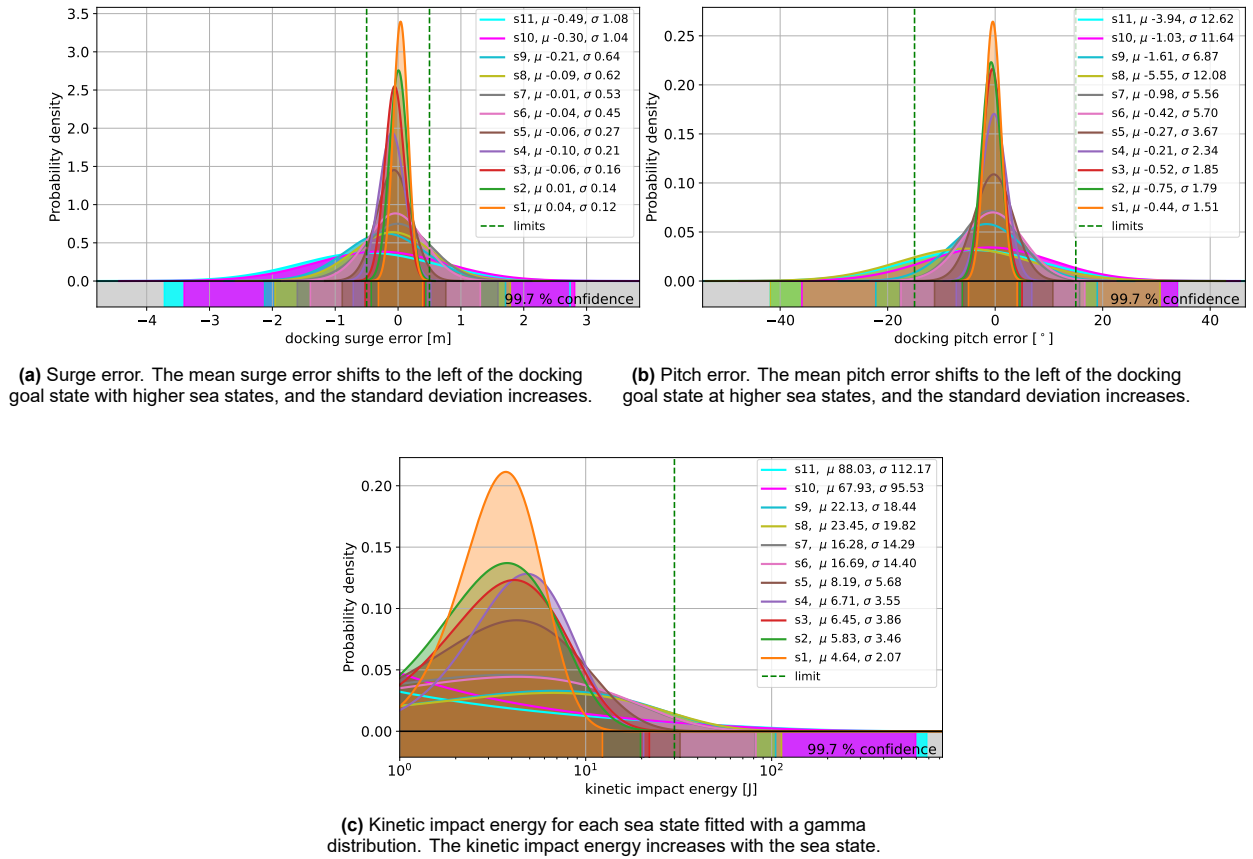 s11, μ -0.49, σ 1.08
s10, μ -0.30, σ 1.04
s9, μ -0.21, σ 0.64
s8, μ -0.09, σ 0.62
s7, μ -0.01, σ 0.53
s6, μ -0.04, σ 0.45
s5, μ -0.06, σ 0.27
s4, μ -0.10, σ 0.21
s3, μ -0.06, σ 0.16
s2, μ 0.01, σ 0.14
s1, μ 0.04, σ 0.12
limits
Probability density
3.5
3.0
2.5
2.0
1.5
1.0
0.5
0.0
99.7 % confidence
−4 −3 −2 −1 0 1 2 3
docking surge error [m]
s11, μ -3.94, σ 12.62
s10, μ -1.03, σ 11.64
s9, μ -1.61, σ 6.87
s8, μ -5.55, σ 12.08
s7, μ -0.98, σ 5.56
s6, μ -0.42, σ 5.70
s5, μ -0.27, σ 3.67
s4, μ -0.21, σ 2.34
s3, μ -0.52, σ 1.85
s2, μ -0.75, σ 1.79
s1, μ -0.44, σ 1.51
limits
Probability density
0.25
0.20
0.15
0.10
0.05
0.00
99.7 % confidence
−40 −20 0 20 40
docking pitch error [°]
(a) Surge error. The mean surge error shifts to the left of the docking
goal state with higher sea states, and the standard deviation increases.
(b) Pitch error. The mean pitch error shifts to the left of the docking
goal state at higher sea states, and the standard deviation increases.
s11, μ 88.03, σ 112.17
s10, μ 67.93, σ 95.53
s9, μ 22.13, σ 18.44
s8, μ 23.45, σ 19.82
s7, μ 16.28, σ 14.29
s6, μ 16.69, σ 14.40
s5, μ 8.19, σ 5.68
s4, μ 6.71, σ 3.55
s3, μ 6.45, σ 3.86
s2, μ 5.83, σ 3.46
s1, μ 4.64, σ 2.07
limit
Probability density
0.20
0.15
0.10
0.05
0.00
99.7 % confidence
10⁰ 10¹ 10²
kinetic impact energy [J]
(c) Kinetic impact energy for each sea state fitted with a gamma
distribution. The kinetic impact energy increases with the sea state.